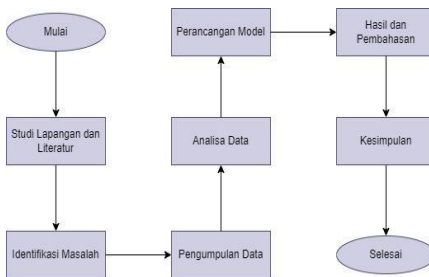 Mulai
Studi Lapangan dan
Literatur
Identifikasi Masalah
Pengumpulan Data
Analisa Data
Perancangan Model
Hasil dan
Pembahasan
Kesimpulan
Selesai